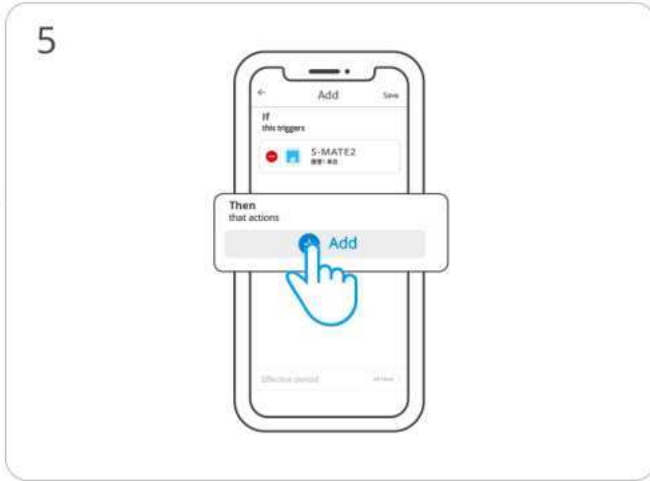 5
← Add Save
If
this triggers
S-MATE2
Then
that actions
Add
Effective period